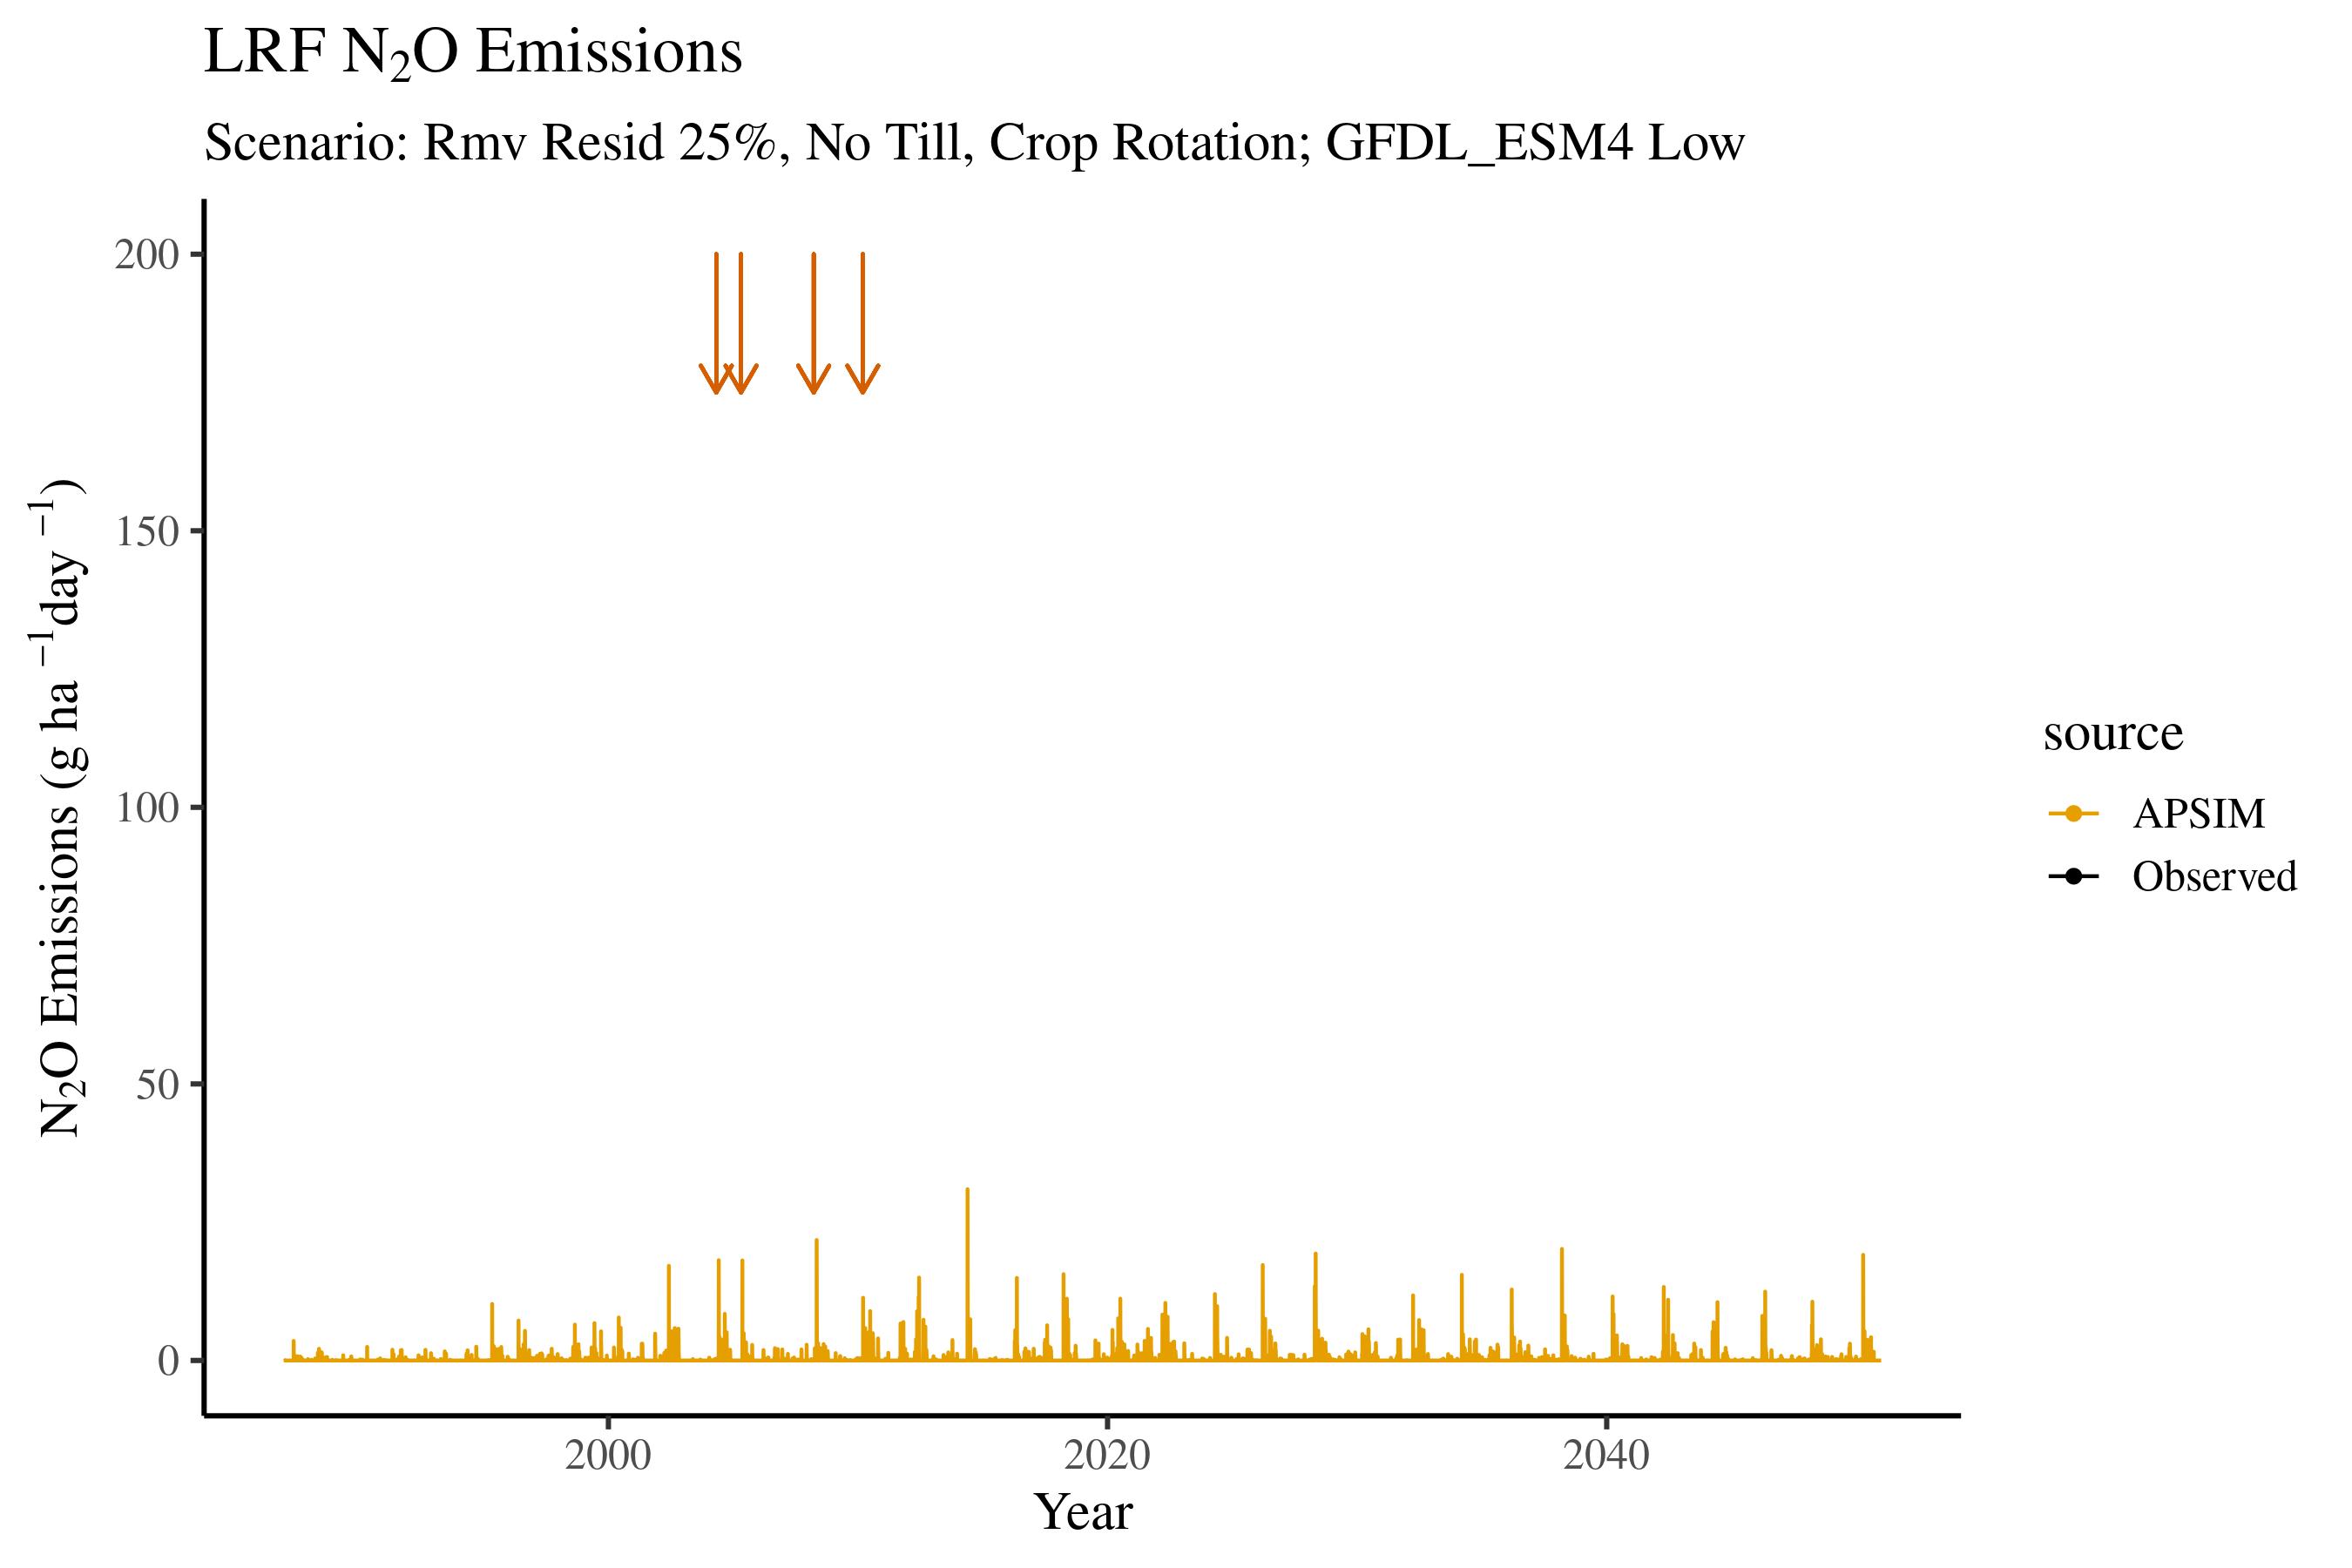 LRF N₂O Emissions
Scenario: Rmv Resid 25%, No Till, Crop Rotation; GFDL_ESM4 Low
N₂O Emissions (g ha ⁻¹day ⁻¹)
200
150
100
50
0
2000 2020 2040
Year
source
APSIM
Observed